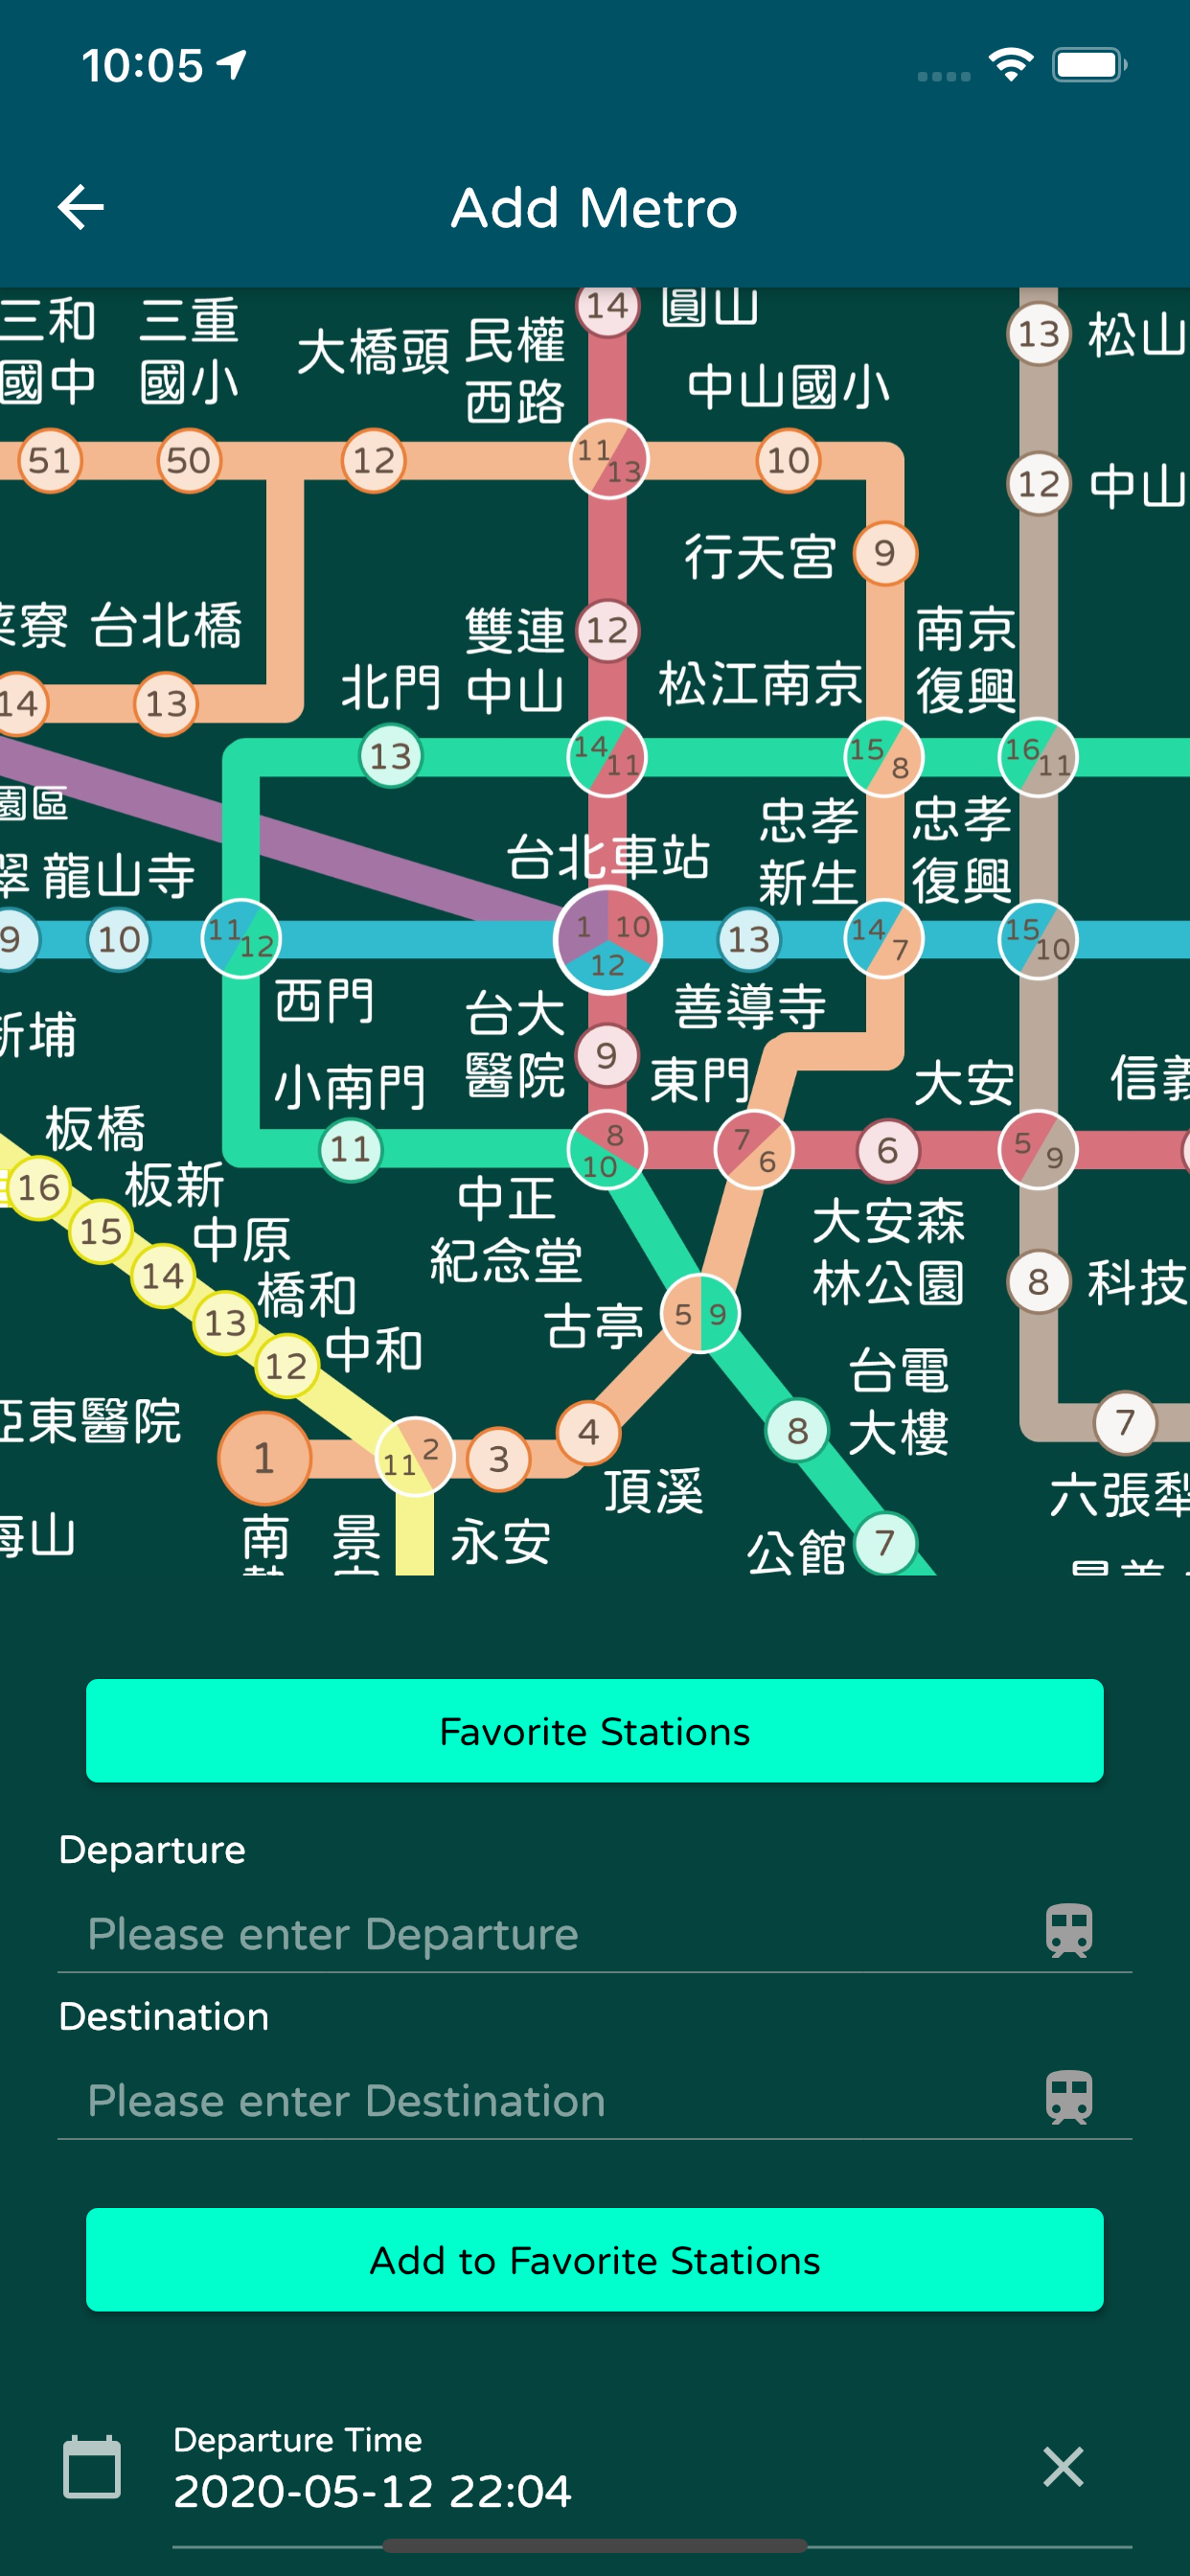 10:05
Add Metro
14 圓山
三和
國中
三重
國小
大橋頭
民權
西路
中山國小
13 松山
51
50
12
11 13
10
12 中山
行天宮 9
台北橋
雙連 12
南京
復興
14
13
北門
中山
松江南京
13
14 11
15 8
16 11
園區
龍山寺
台北車站
忠孝
新生
忠孝
復興
9
10
11 12
1 10
12
13
14 7
15 10
西門
台大
醫院
善導寺
新埔
9
小南門
東門
大安
信義
板橋
11
8
10
7 6
6
5 9
16
板新
15
中原
中正
紀念堂
大安森
林公園
14
橋和
8 科技
13
中和
古亭
5 9
12
台電
大樓
亞東醫院
4
8
7
1
11 2
3
頂溪
六張犁
海山
南
景
永安
公館 7
Favorite Stations
Departure
Please enter Departure
Destination
Please enter Destination
Add to Favorite Stations
Departure Time
2020-05-12 22:04